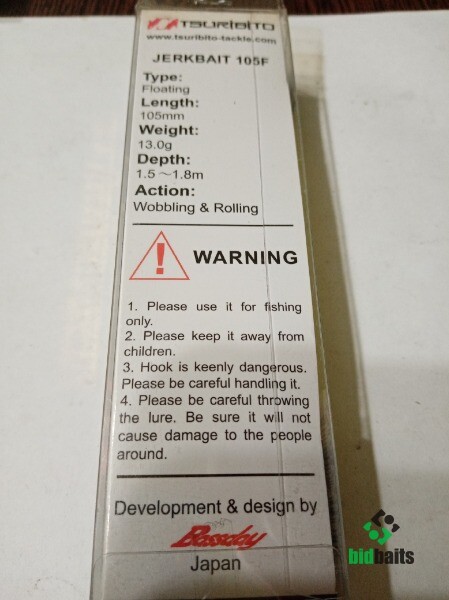 TSURIBITO
www.tsuribito-tackle.com
JERKBAIT 105F
Type:
Floating
Length:
105mm
Weight:
13.0g
Depth:
1.5～1.8m
Action:
Wobbling & Rolling
WARNING
1. Please use it for fishing
only.
2. Please keep it away from
children.
3. Hook is keenly dangerous.
Please be careful handling it.
4. Please be careful throwing
the lure. Be sure it will not
cause damage to the people
around.
Development & design by
Bassday
Japan
bidbaits